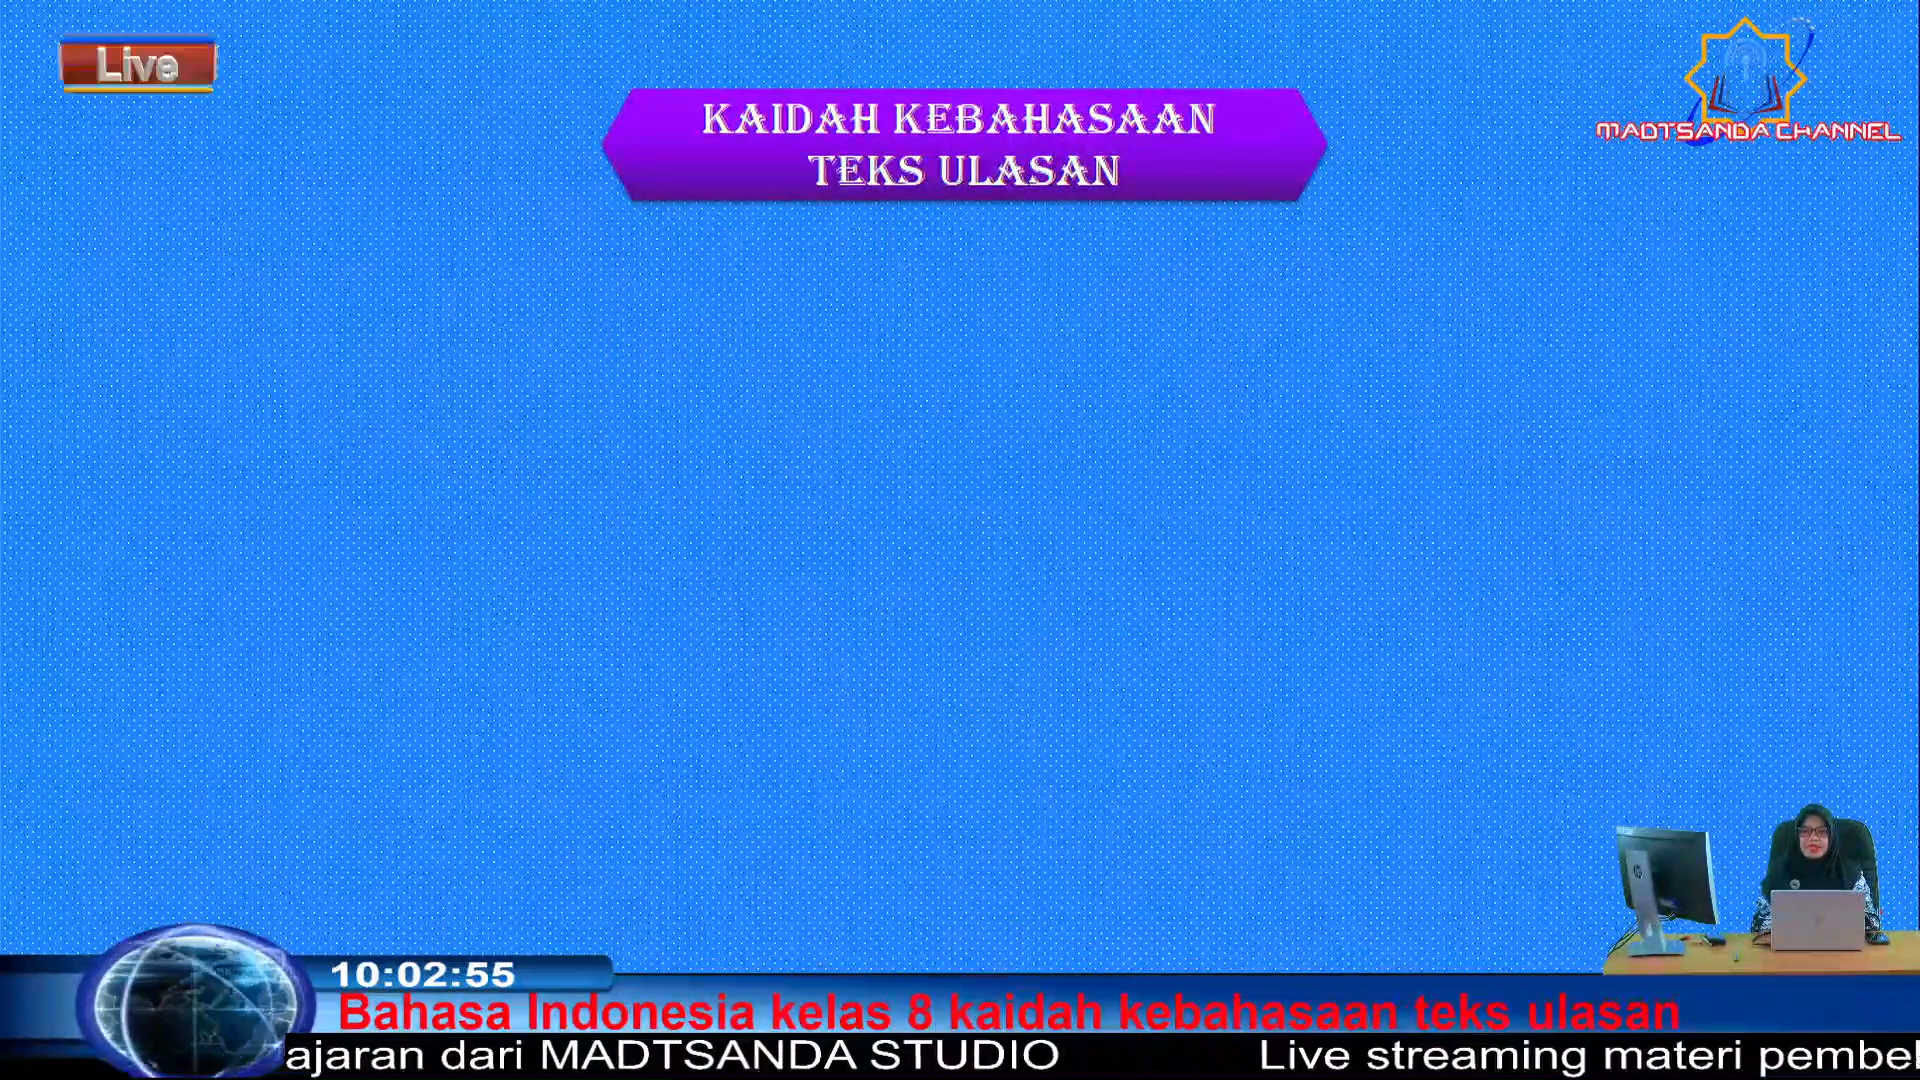 Live
KAIDAH KEBAHASAAN
TEKS ULASAN
MADTSANDA CHANNEL
10:02:55
Bahasa Indonesia kelas 8 kaidah kebahasaan teks ulasan
ajaran dari MADTSANDA STUDIO Live streaming materi pembel